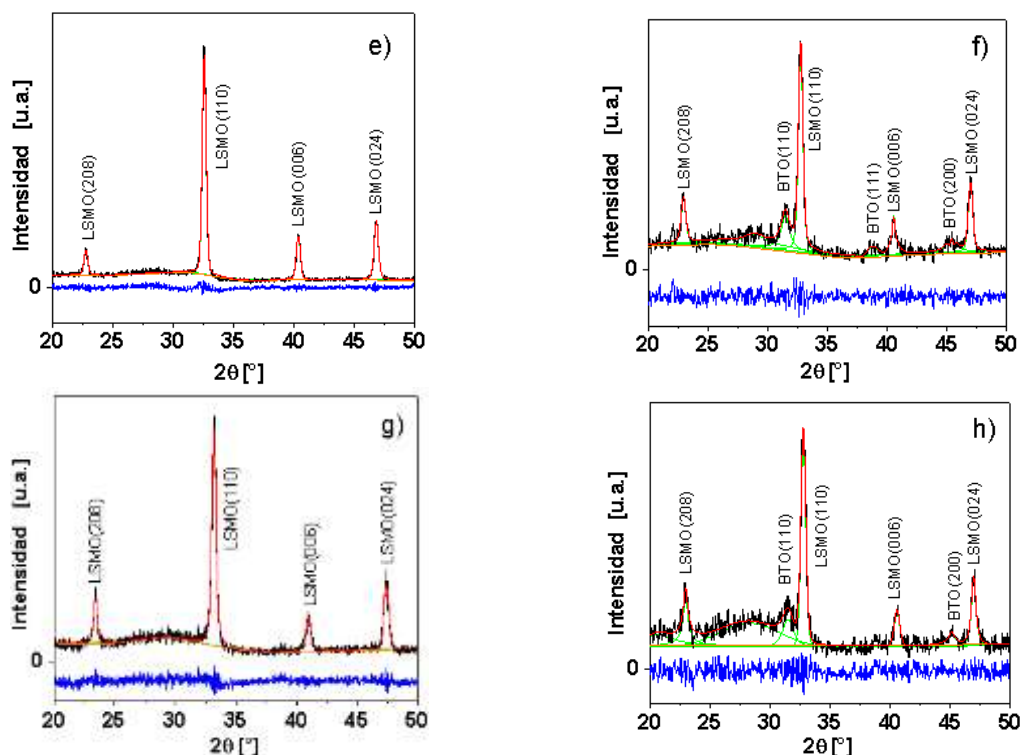 e)
Intensidad [u.a.]
LSMO(208)
LSMO(110)
LSMO(006)
LSMO(024)
0
20 25 30 35 40 45 50
2θ [°]
f)
Intensidad [u.a.]
LSMO(208)
BTO(110)
LSMO(110)
BTO(111)
LSMO(006)
BTO(200)
LSMO(024)
0
20 25 30 35 40 45 50
2θ [°]
g)
Intensidad [u.a.]
LSMO(208)
LSMO(110)
LSMO(006)
LSMO(024)
0
20 25 30 35 40 45 50
2θ [°]
h)
Intensidad [u.a.]
LSMO(208)
BTO(110)
LSMO(110)
LSMO(006)
BTO(200)
LSMO(024)
0
20 25 30 35 40 45 50
2θ [°]